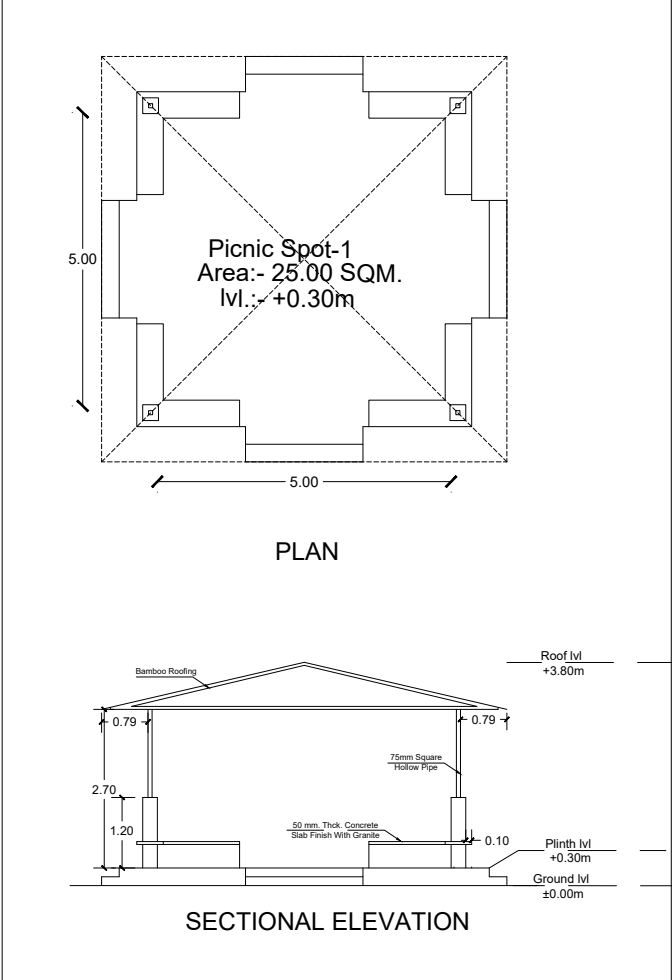 5.00
Picnic Spot-1
Area:- 25.00 SQM.
lvl.:- +0.30m
5.00
PLAN
Roof lvl
+3.80m
Bamboo Roofing
0.79
0.79
75mm Square
Hollow Pipe
2.70
1.20
50 mm. Thck. Concrete
Slab Finish With Granite
0.10
Plinth lvl
+0.30m
Ground lvl
±0.00m
SECTIONAL ELEVATION